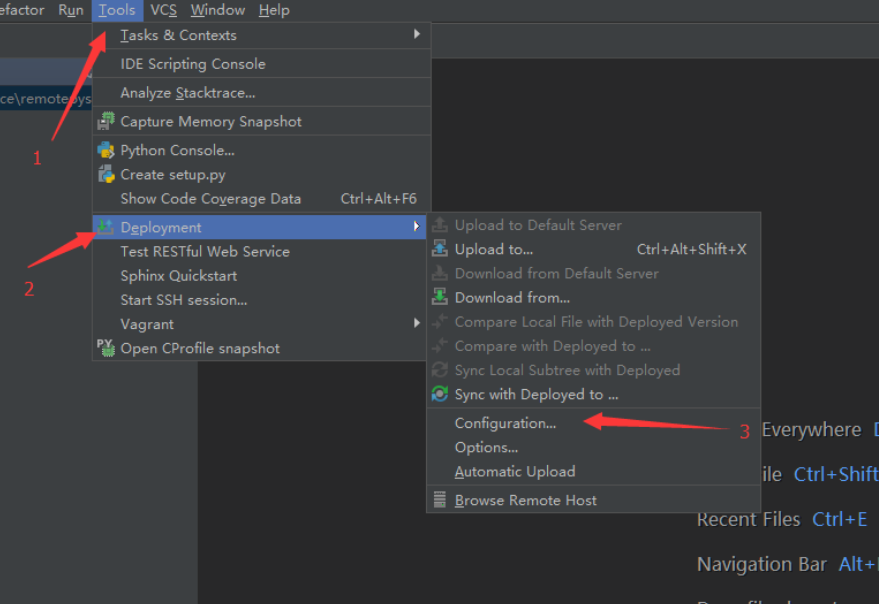 efactor Run Tools VCS Window Help
Tasks & Contexts
IDE Scripting Console
ce\remotepys
Analyze Stacktrace...
Capture Memory Snapshot
1
Python Console...
Create setup.py
Show Code Coverage Data Ctrl+Alt+F6
Deployment
Upload to Default Server
Test RESTful Web Service
Upload to... Ctrl+Alt+Shift+X
Sphinx Quickstart
Download from Default Server
2
Start SSH session...
Download from...
Vagrant
Compare Local File with Deployed Version
Open CProfile snapshot
Compare with Deployed to ...
Sync Local Subtree with Deployed
Sync with Deployed to ...
Configuration...
3
Everywhere
Options...
Automatic Upload
ile Ctrl+Shift
Browse Remote Host
Recent Files Ctrl+E
Navigation Bar Alt+